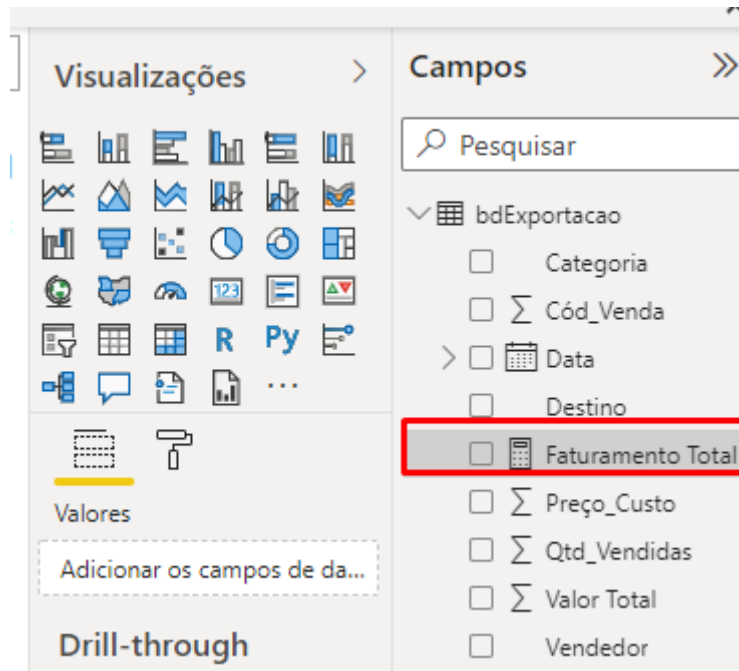 Visualizações
123
R
Py
Valores
Adicionar os campos de da...
Drill-through
Campos
Pesquisar
bdExportacao
Categoria
Cód_Venda
Data
Destino
Faturamento Total
Preço_Custo
Qtd_Vendidas
Valor Total
Vendedor